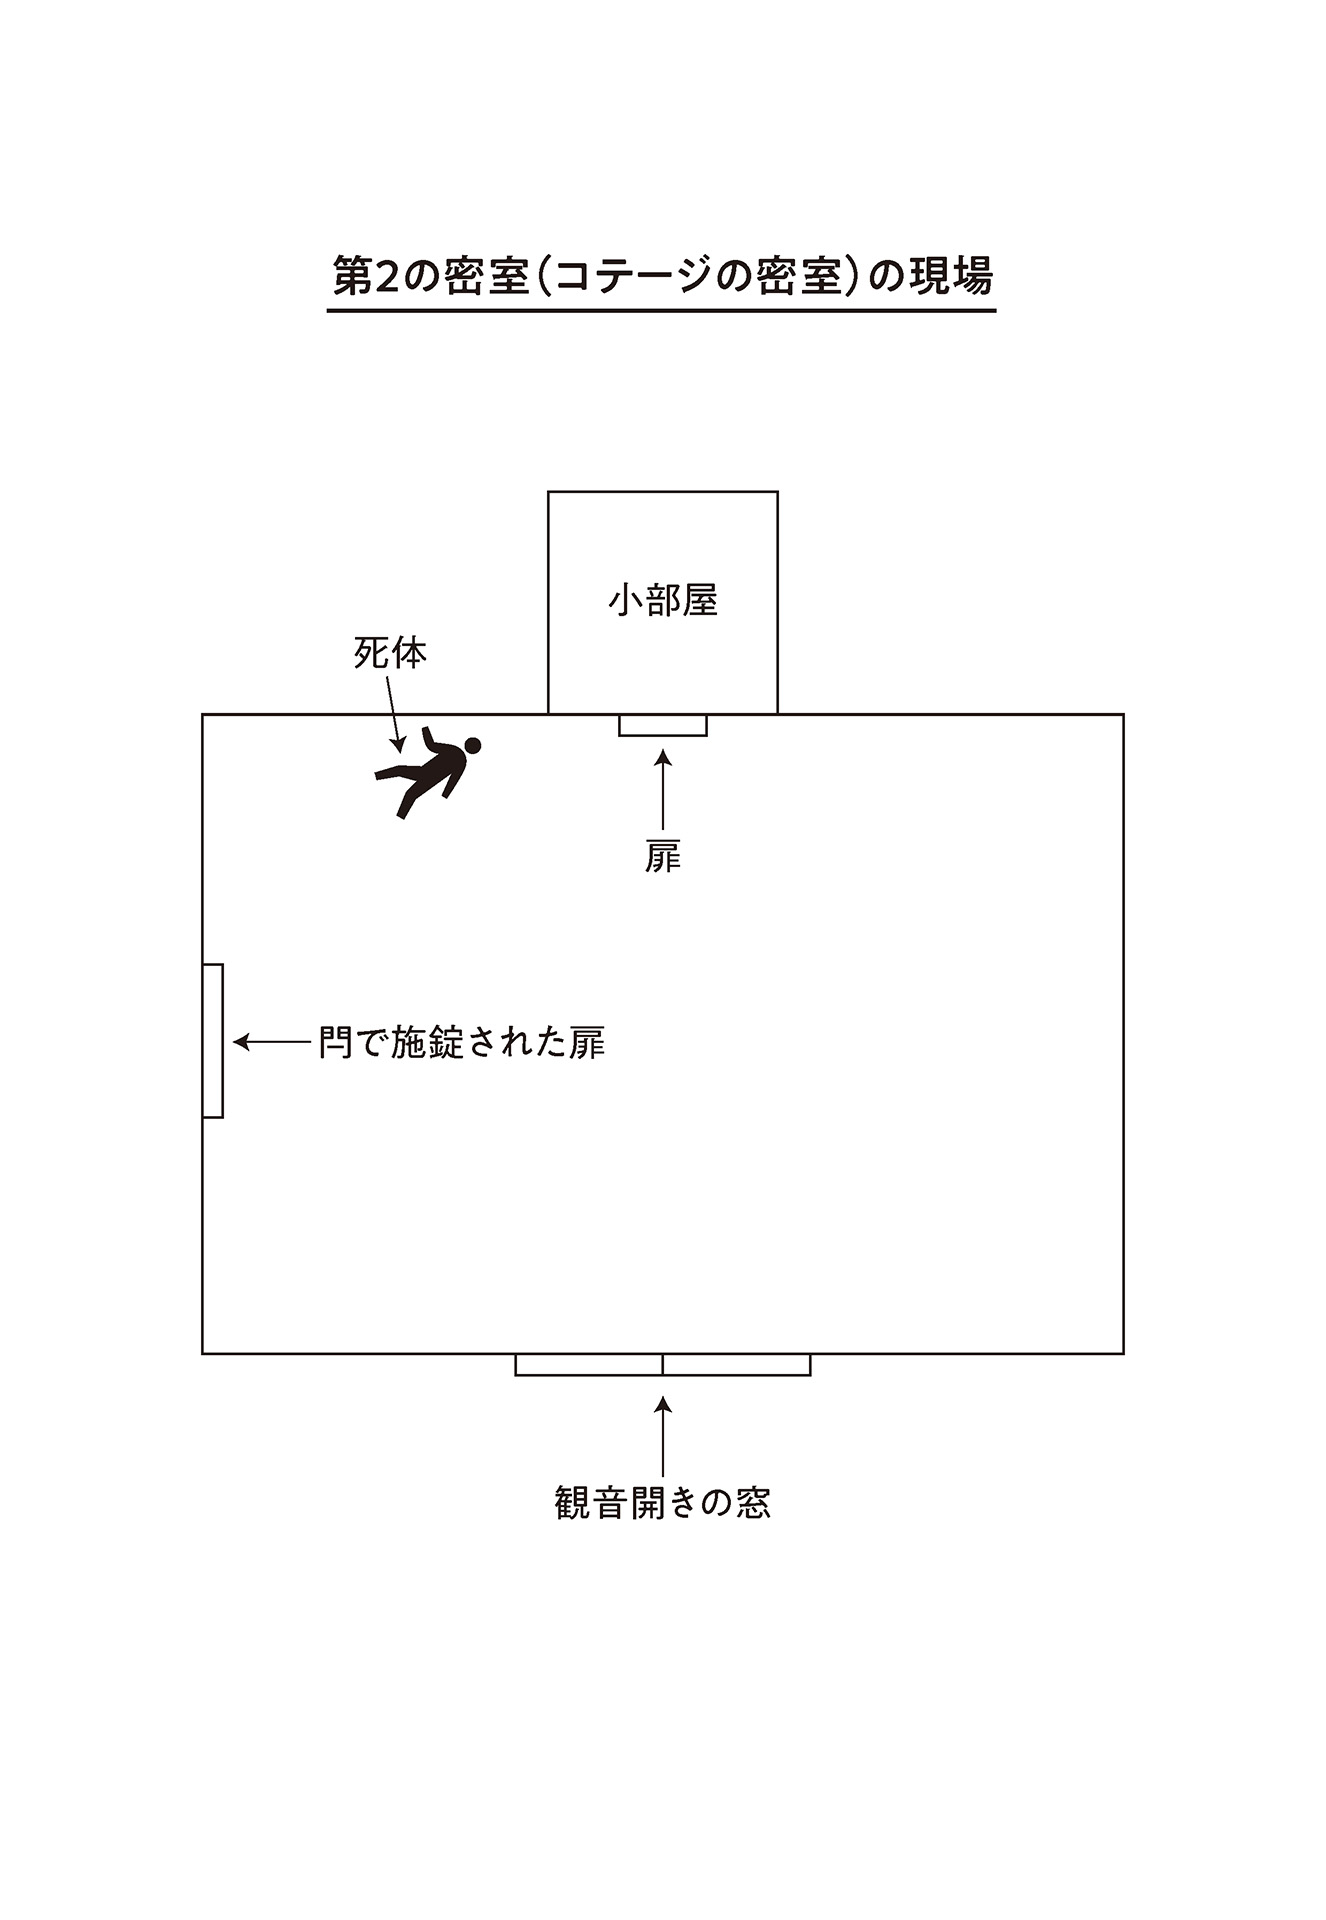 第2の密室（コテージの密室）の現場
小部屋
死体
扉
閂で施錠された扉
観音開きの窓